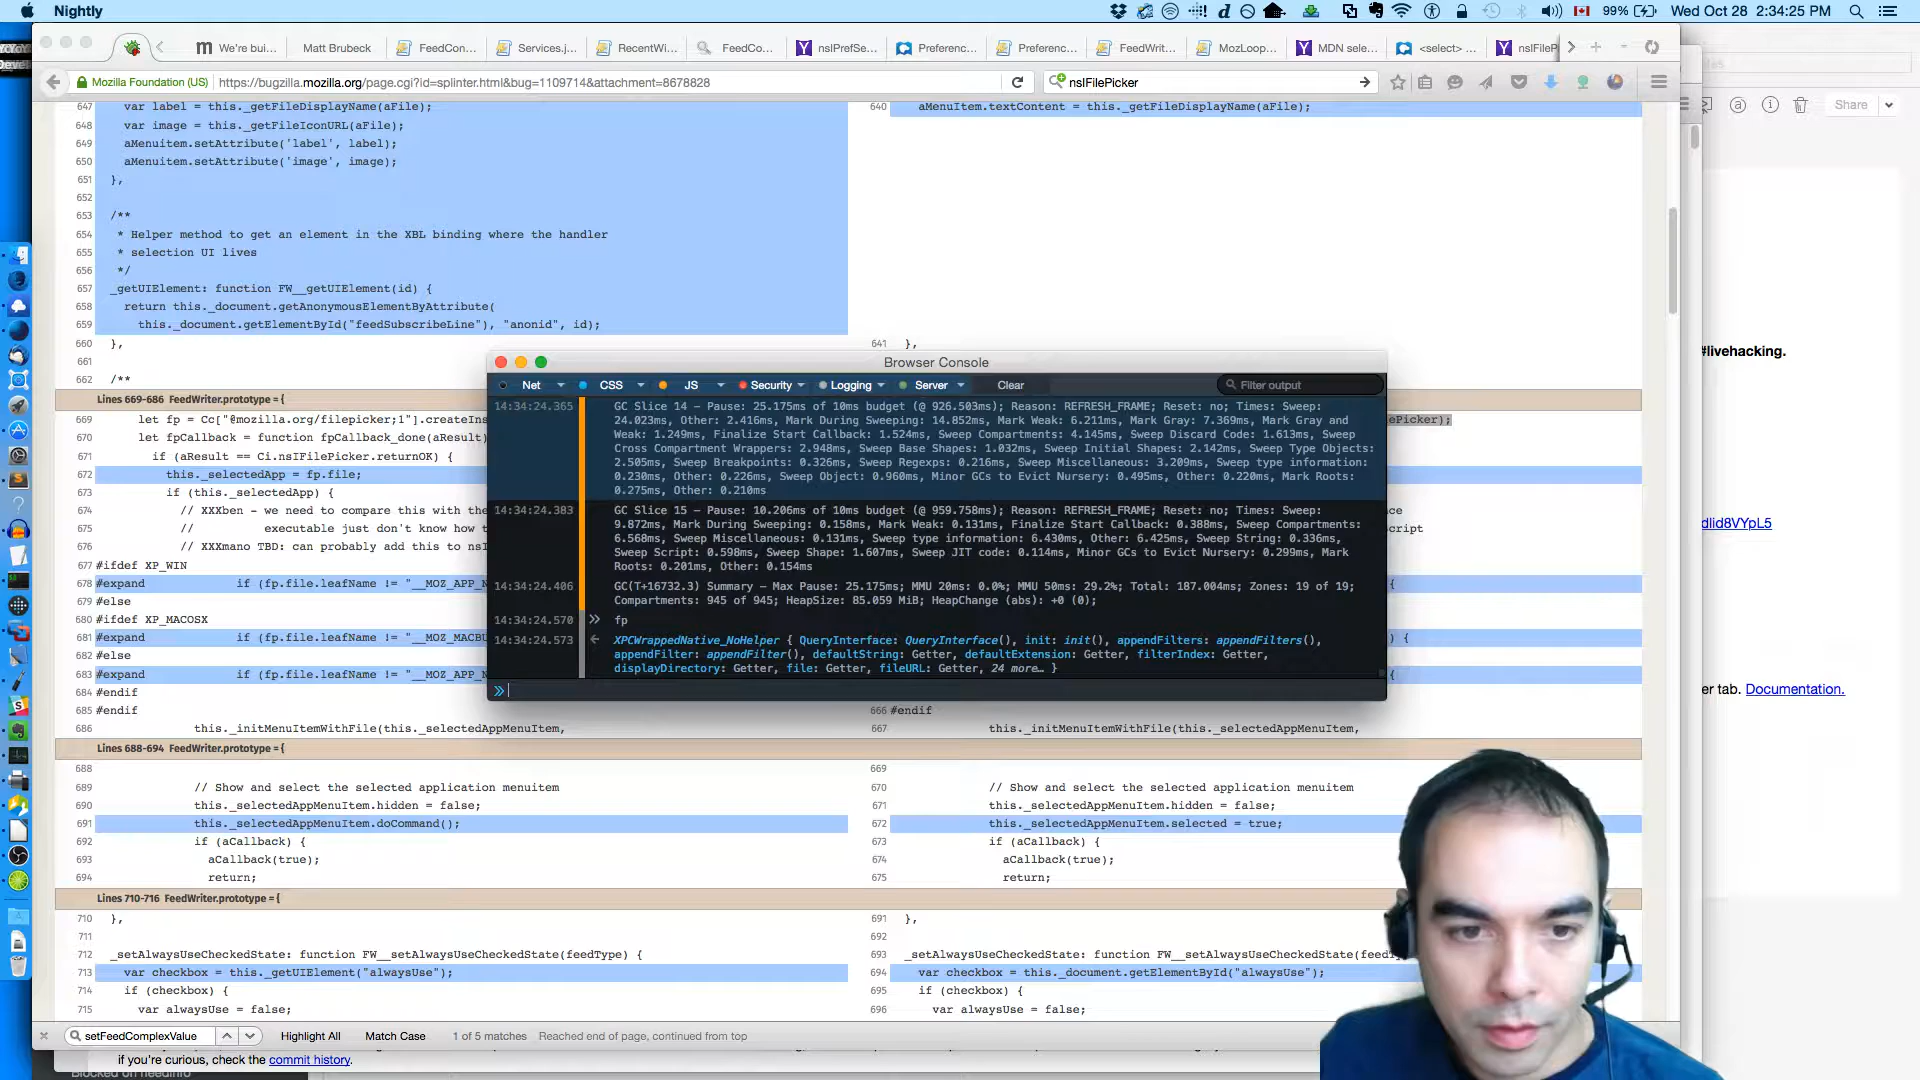 Nightly
99%
Wed Oct 28 2:34:25 PM
We're bui...
Matt Brubeck
FeedCon...
Services.j...
RecentWi...
FeedCo...
nsIPrefSe...
Preferenc...
Preferenc...
FeedWrit...
MozLoop...
MDN sele...
<select> ...
nsIFileP
Mozilla Foundation (US)
https://bugzilla.mozilla.org/page.cgi?id=splinter.html&bug=1109714&attachment=8678828
nsIFilePicker
Share
647 var label = this._getFileDisplayName(aFile);
648 var image = this._getFileIconURL(aFile);
649 aMenuitem.setAttribute('label', label);
650 aMenuitem.setAttribute('image', image);
651 },
652
653 /**
654 * Helper method to get an element in the XBL binding where the handler
655 * selection UI lives
656 */
657 _getUIElement: function FW__getUIElement(id) {
658 return this._document.getAnonymousElementByAttribute(
659 this._document.getElementById("feedSubscribeLine"), "anonid", id);
660 },
661
662 /**
640 aMenuItem.textContent = this._getFileDisplayName(aFile);
641 },
Lines 669-686 FeedWriter.prototype = {
669 let fp = Cc["@mozilla.org/filepicker;1"].createIns
670 let fpCallback = function fpCallback_done(aResult)
671 if (aResult == Ci.nsIFilePicker.returnOK) {
672 this._selectedApp = fp.file;
673 if (this._selectedApp) {
674 // XXXben - we need to compare this with the
675 // executable just don't know how t
676 // XXXmano TBD: can probably add this to nsI
677 #ifdef XP_WIN
678 #expand if (fp.file.leafName != "__MOZ_APP_N
679 #else
680 #ifdef XP_MACOSX
681 #expand if (fp.file.leafName != "__MOZ_MACBU
682 #else
683 #expand if (fp.file.leafName != "__MOZ_APP_N
684 #endif
685 #endif
686 this._initMenuItemWithFile(this._selectedAppMenuItem,
ePicker);
ce
cript
{
) {
{
666 #endif
667 this._initMenuItemWithFile(this._selectedAppMenuItem,
Browser Console
Net CSS JS Security Logging Server Clear Filter output
14:34:24.365 GC Slice 14 – Pause: 25.175ms of 10ms budget (@ 926.503ms); Reason: REFRESH_FRAME; Reset: no; Times: Sweep:
24.023ms, Other: 2.416ms, Mark During Sweeping: 14.852ms, Mark Weak: 6.211ms, Mark Gray: 7.369ms, Mark Gray and
Weak: 1.249ms, Finalize Start Callback: 1.524ms, Sweep Compartments: 4.145ms, Sweep Discard Code: 1.613ms, Sweep
Cross Compartment Wrappers: 2.948ms, Sweep Base Shapes: 1.032ms, Sweep Initial Shapes: 2.142ms, Sweep Type Objects:
2.505ms, Sweep Breakpoints: 0.326ms, Sweep Regexps: 0.216ms, Sweep Miscellaneous: 3.209ms, Sweep type information:
0.230ms, Other: 0.226ms, Sweep Object: 0.960ms, Minor GCs to Evict Nursery: 0.495ms, Other: 0.220ms, Mark Roots:
0.275ms, Other: 0.210ms
14:34:24.383 GC Slice 15 – Pause: 10.206ms of 10ms budget (@ 959.758ms); Reason: REFRESH_FRAME; Reset: no; Times: Sweep:
9.872ms, Mark During Sweeping: 0.158ms, Mark Weak: 0.131ms, Finalize Start Callback: 0.388ms, Sweep Compartments:
6.568ms, Sweep Miscellaneous: 0.131ms, Sweep type information: 6.430ms, Other: 6.425ms, Sweep String: 0.336ms,
Sweep Script: 0.598ms, Sweep Shape: 1.607ms, Sweep JIT code: 0.114ms, Minor GCs to Evict Nursery: 0.299ms, Mark
Roots: 0.201ms, Other: 0.154ms
14:34:24.406 GC(T+16732.3) Summary – Max Pause: 25.175ms; MMU 20ms: 0.0%; MMU 50ms: 29.2%; Total: 187.004ms; Zones: 19 of 19;
Compartments: 945 of 945; HeapSize: 85.059 MiB; HeapChange (abs): +0 (0);
14:34:24.570 fp
14:34:24.573 XPCWrappedNative_NoHelper { QueryInterface: QueryInterface(), init: init(), appendFilters: appendFilters(),
appendFilter: appendFilter(), defaultString: Getter, defaultExtension: Getter, filterIndex: Getter,
displayDirectory: Getter, file: Getter, fileURL: Getter, 24 more… }
#livehacking.
dlid8VYpL5
er tab. Documentation.
Lines 688-694 FeedWriter.prototype = {
688
689 // Show and select the selected application menuitem
690 this._selectedAppMenuItem.hidden = false;
691 this._selectedAppMenuItem.doCommand();
692 if (aCallback) {
693 aCallback(true);
694 return;
669
670 // Show and select the selected application menuitem
671 this._selectedAppMenuItem.hidden = false;
672 this._selectedAppMenuItem.selected = true;
673 if (aCallback) {
674 aCallback(true);
675 return;
Lines 710-716 FeedWriter.prototype = {
710 },
711
712 _setAlwaysUseCheckedState: function FW__setAlwaysUseCheckedState(feedType) {
713 var checkbox = this._getUIElement("alwaysUse");
714 if (checkbox) {
715 var alwaysUse = false;
691 },
692
693 _setAlwaysUseCheckedState: function FW__setAlwaysUseCheckedState(feedT
694 var checkbox = this._document.getElementById("alwaysUse");
695 if (checkbox) {
696 var alwaysUse = false;
setFeedComplexValue
Highlight All
Match Case
1 of 5 matches
Reached end of page, continued from top
if you're curious, check the commit history.